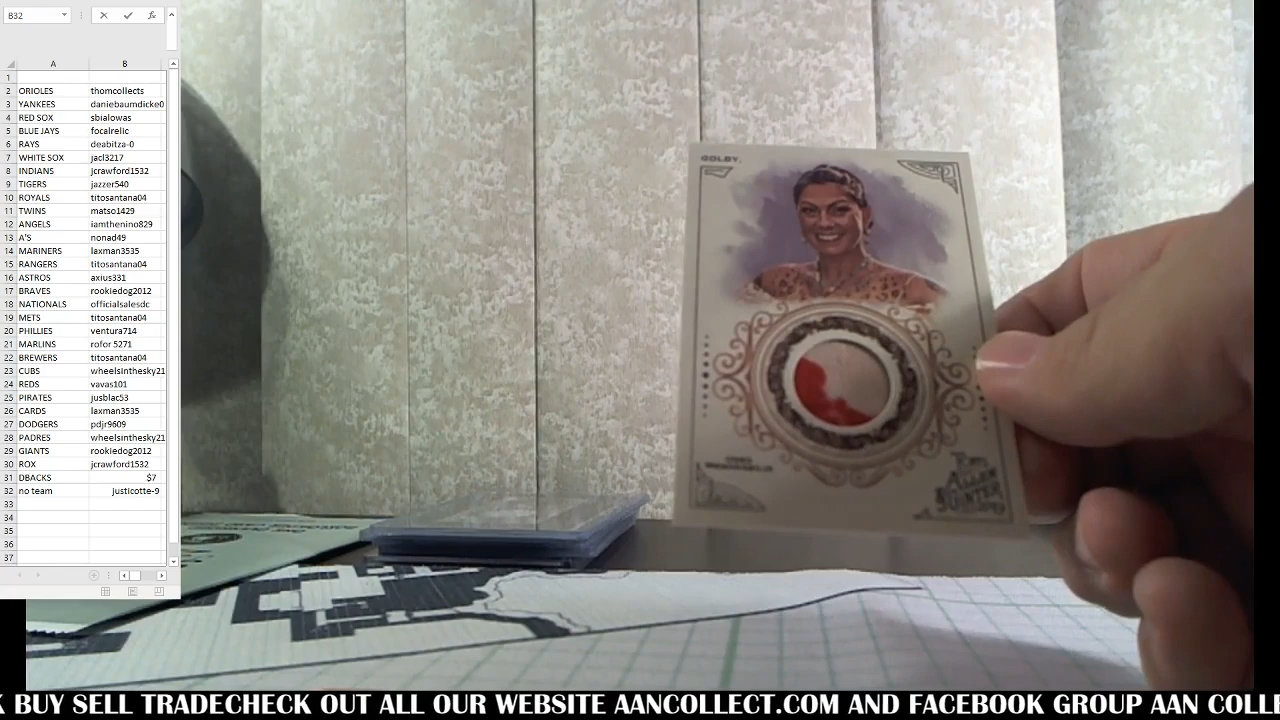 B32
fx
A B
1
2 ORIOLES thomcollects
3 YANKEES daniebaumdicke0
4 RED SOX sbialowas
5 BLUE JAYS focalrelic
6 RAYS deabitza-0
7 WHITE SOX jacl3217
8 INDIANS jcrawford1532
9 TIGERS jazzer540
10 ROYALS titosantana04
11 TWINS matso1429
12 ANGELS iamthenino829
13 A'S nonad49
14 MARINERS laxman3535
15 RANGERS titosantana04
16 ASTROS axius331
17 BRAVES rookiedog2012
18 NATIONALS officialsalesdc
19 METS titosantana04
20 PHILLIES ventura714
21 MARLINS rofor 5271
22 BREWERS titosantana04
23 CUBS wheelsinthesky21
24 REDS vavas101
25 PIRATES jusblac53
26 CARDS laxman3535
27 DODGERS pdjr9609
28 PADRES wheelsinthesky21
29 GIANTS rookiedog2012
30 ROX jcrawford1532
31 DBACKS $7
32 no team justicotte-9
33
34
35
36
37
GOLBY.
ALLEN
GINTER
K BUY SELL TRADECHECK OUT ALL OUR WEBSITE AANCOLLECT.COM AND FACEBOOK GROUP AAN COLLE